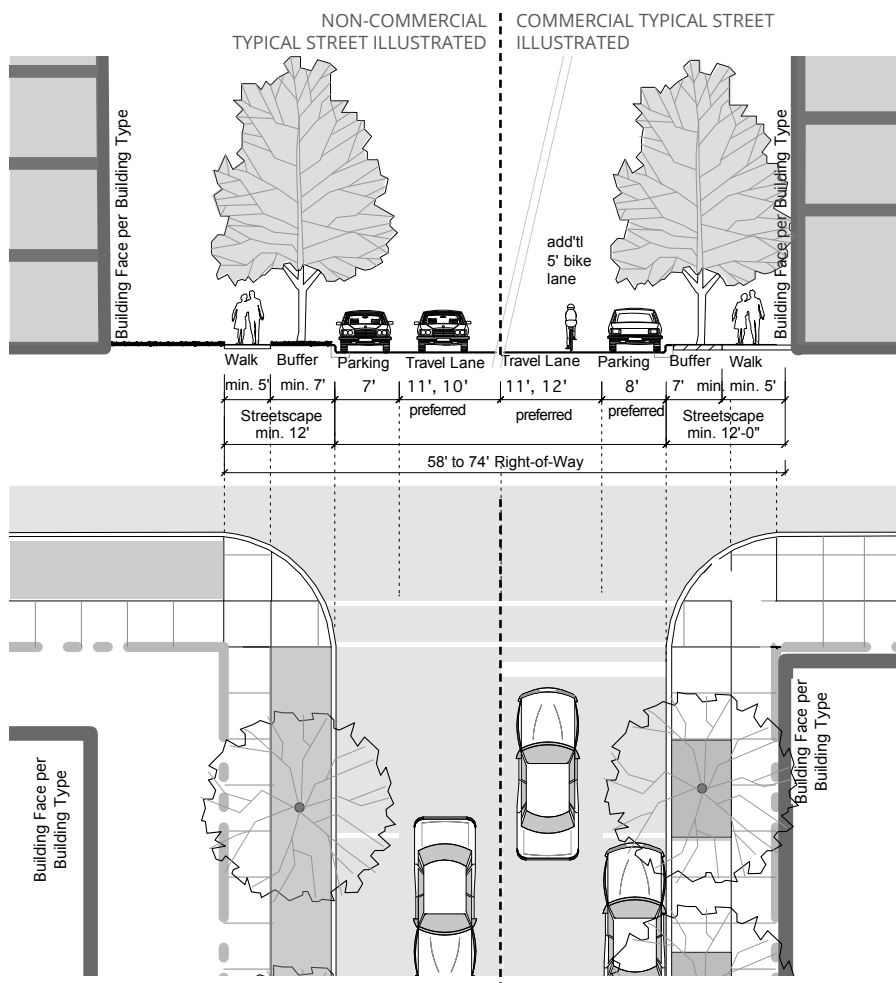 NON-COMMERCIAL
TYPICAL STREET ILLUSTRATED
COMMERCIAL TYPICAL STREET
ILLUSTRATED
Building Face per Building Type
add'tl
5' bike
lane
Building Face per Building Type
Walk
Buffer
Parking
Travel Lane
Travel Lane
Parking
Buffer
Walk
min. 5'
min. 7'
7'
11', 10'
preferred
11', 12'
preferred
8'
preferred
7' min.
min. 5'
Streetscape
min. 12'
Streetscape
min. 12'-0"
58' to 74' Right-of-Way
Building Face per
Building Type
Building Face per
Building Type